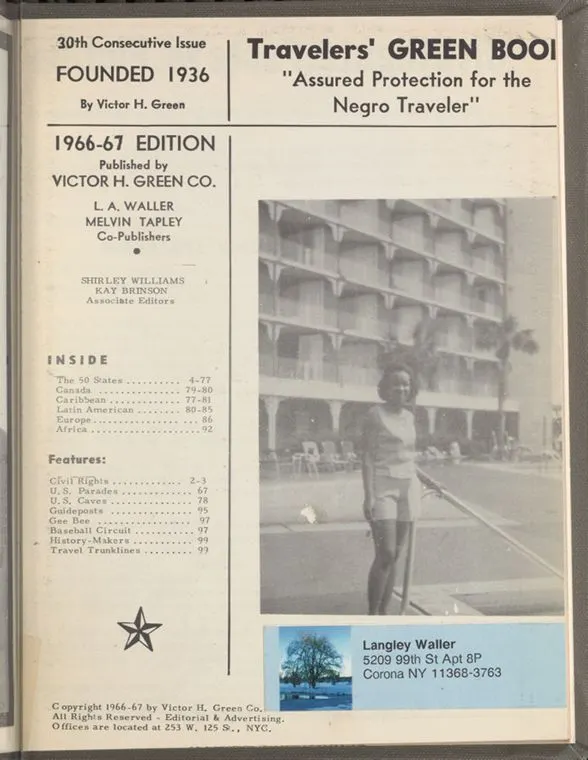 30th Consecutive Issue
FOUNDED 1936
By Victor H. Green
Travelers' GREEN BOO
"Assured Protection for the
Negro Traveler"
1966-67 EDITION
Published by
VICTOR H. GREEN CO.
L. A. WALLER
MELVIN TAPLEY
Co-Publishers
SHIRLEY WILLIAMS
KAY BRINSON
Associate Editors
INSIDE
The 50 States .......... 4-77
Canada .............. 79-80
Caribbean ............ 77-81
Latin American ........ 80-85
Europe ................ 86
Africa .................... 92
Features:
Civil Rights ............ 2-3
U. S. Parades ............ 67
U. S. Caves .............. 78
Guideposts .............. 95
Gee Bee ................ 97
Baseball Circuit .......... 97
History-Makers .......... 99
Travel Trunklines ........ 99
Langley Waller
5209 99th St Apt 8P
Corona NY 11368-3763
Copyright 1966-67 by Victor H. Green Co.
All Rights Reserved - Editorial & Advertising.
Offices are located at 253 W. 125 St., NYC.